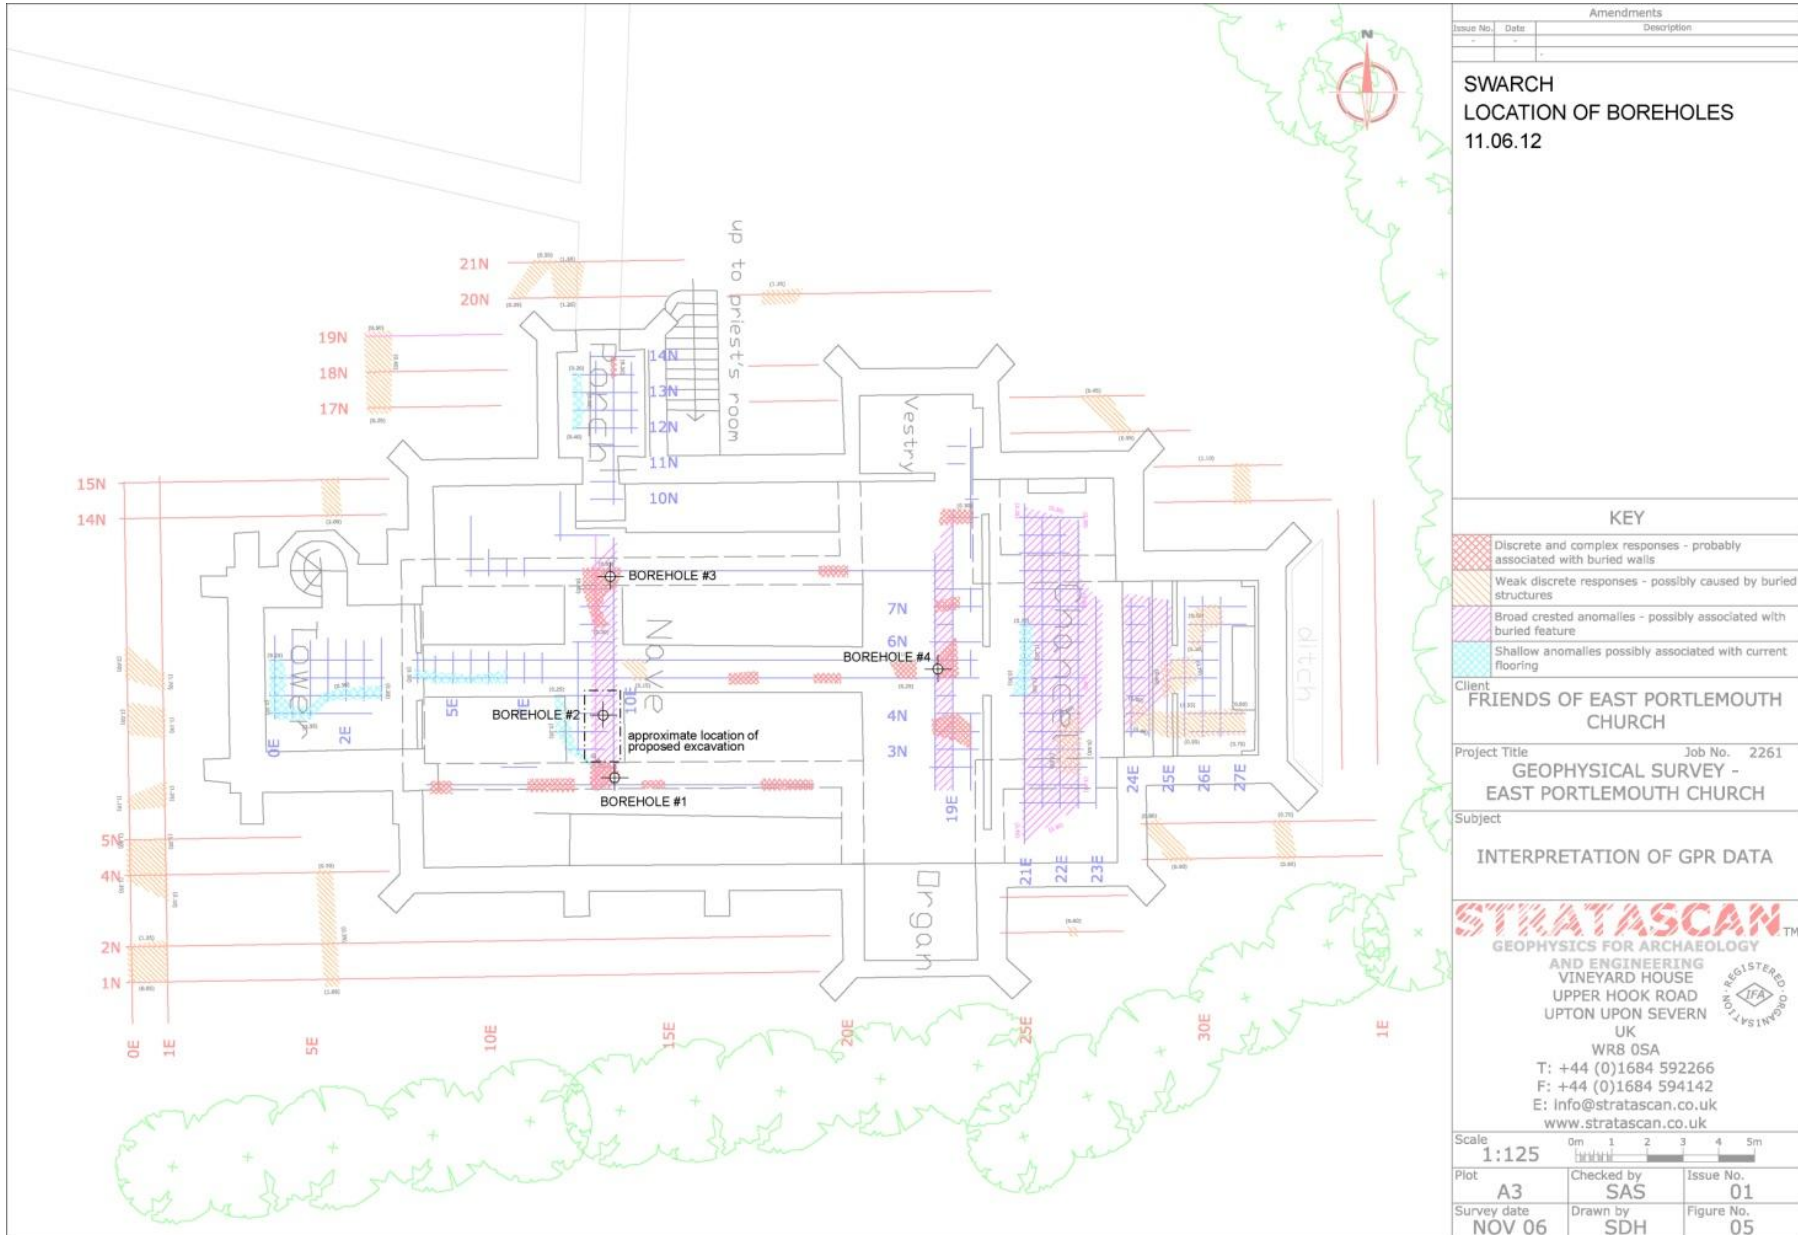 Amendments
Issue No. Date Description
- -
-
SWARCH
LOCATION OF BOREHOLES
11.06.12
N
up to priest's room
21N
20N
19N
18N
17N
15N
14N
Porch
14N
13N
12N
11N
10N
Vestry
BOREHOLE #3
Nave
Tower
Chancel
ditch
7N
6N
BOREHOLE #4
5E
10E
BOREHOLE #2
approximate location of
proposed excavation
4N
3N
0E
2E
BOREHOLE #1
19E
24E
25E
26E
27E
21E
22E
23E
5N
4N
2N
1N
Organ
0E
1E
5E
10E
15E
20E
25E
30E
1E
KEY
Discrete and complex responses - probably
associated with buried walls
Weak discrete responses - possibly caused by buried
structures
Broad crested anomalies - possibly associated with
buried feature
Shallow anomalies possibly associated with current
flooring
Client
FRIENDS OF EAST PORTLEMOUTH
CHURCH
Project Title Job No. 2261
GEOPHYSICAL SURVEY -
EAST PORTLEMOUTH CHURCH
Subject
INTERPRETATION OF GPR DATA
STRATASCAN TM
GEOPHYSICS FOR ARCHAEOLOGY
AND ENGINEERING
VINEYARD HOUSE
UPPER HOOK ROAD
UPTON UPON SEVERN
UK
WR8 0SA
T: +44 (0)1684 592266
F: +44 (0)1684 594142
E: info@stratascan.co.uk
www.stratascan.co.uk
REGISTERED · ORGANISATION ·
IFA
Scale
1:125
0m 1 2 3 4 5m
Plot
A3
Checked by
SAS
Issue No.
01
Survey date
NOV 06
Drawn by
SDH
Figure No.
05